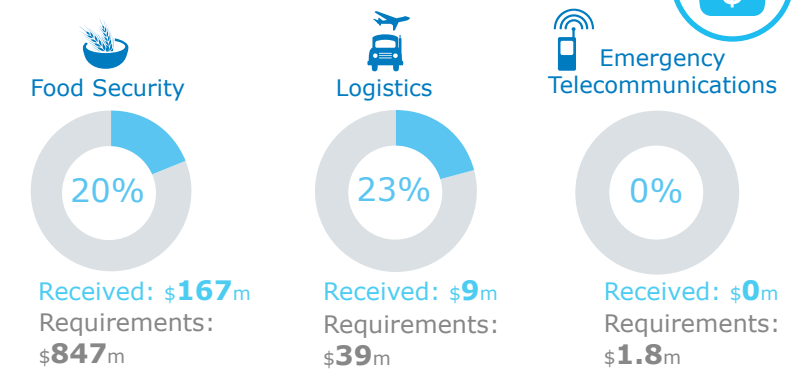 Food Security
20%
Received: $167m
Requirements:
$847m
Logistics
23%
Received: $9m
Requirements:
$39m
Emergency
Telecommunications
0%
Received: $0m
Requirements:
$1.8m
$